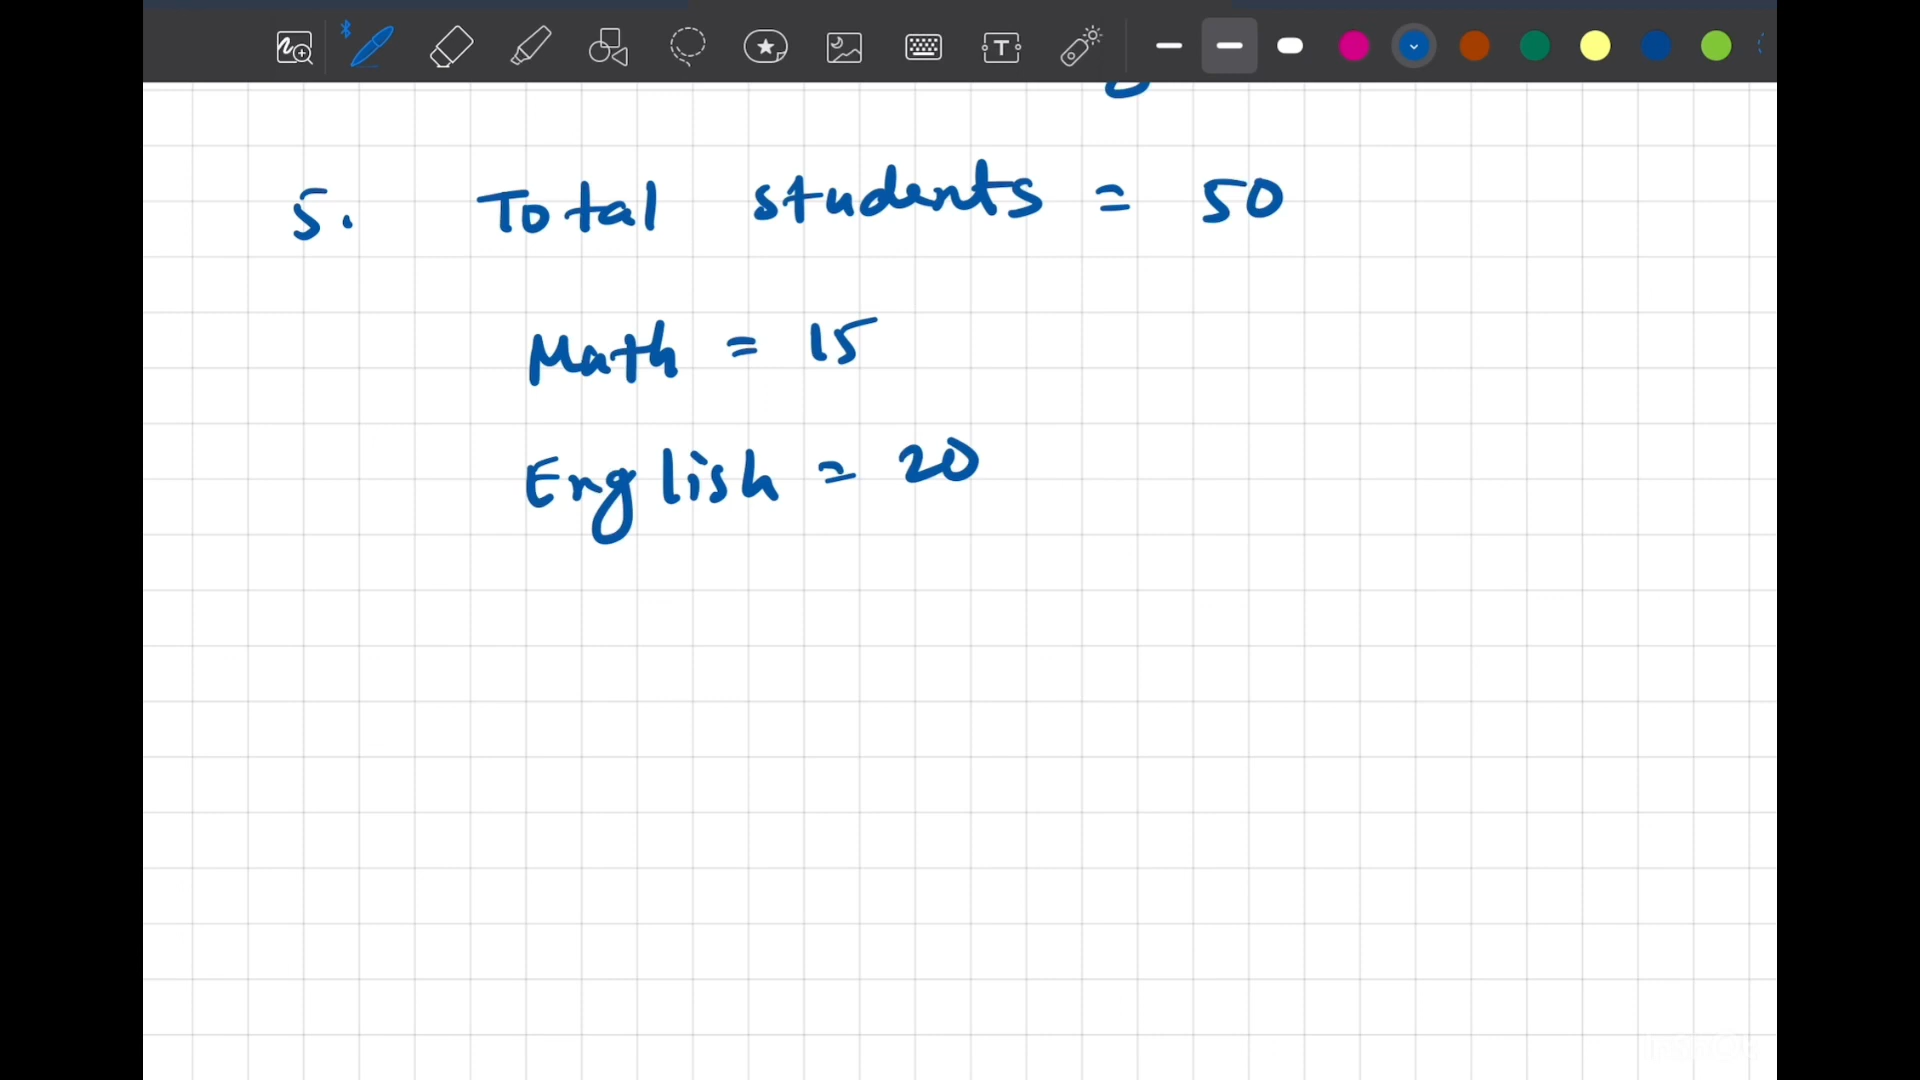 5. Total students = 50
Math = 15
English = 20